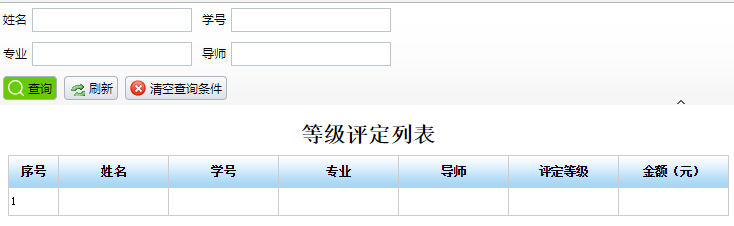 姓名 学号
专业 导师
查询 刷新 清空查询条件
等级评定列表
序号 姓名 学号 专业 导师 评定等级 金额（元）
1